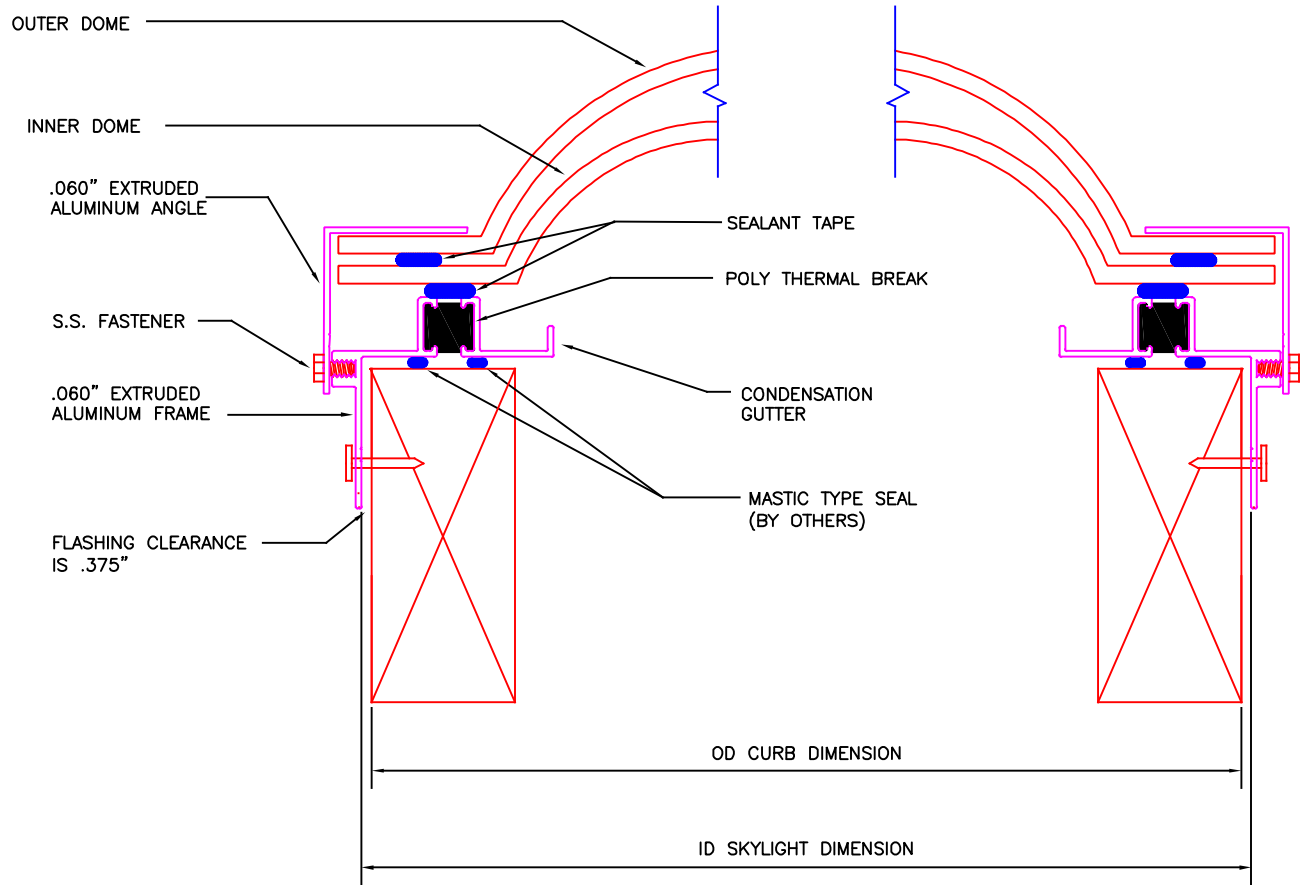 OUTER DOME
INNER DOME
.060" EXTRUDED
ALUMINUM ANGLE
S.S. FASTENER
.060" EXTRUDED
ALUMINUM FRAME
FLASHING CLEARANCE
IS .375"
SEALANT TAPE
POLY THERMAL BREAK
CONDENSATION
GUTTER
MASTIC TYPE SEAL
(BY OTHERS)
OD CURB DIMENSION
ID SKYLIGHT DIMENSION